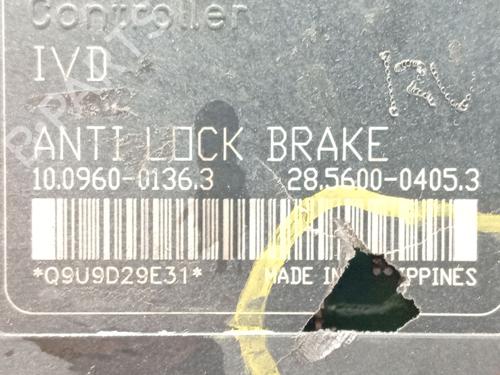 Controller
IVD
ANTI LOCK BRAKE
10.0960-0136.3 28.5600-0405.3
*Q9U9D29E31* MADE IN PPINES